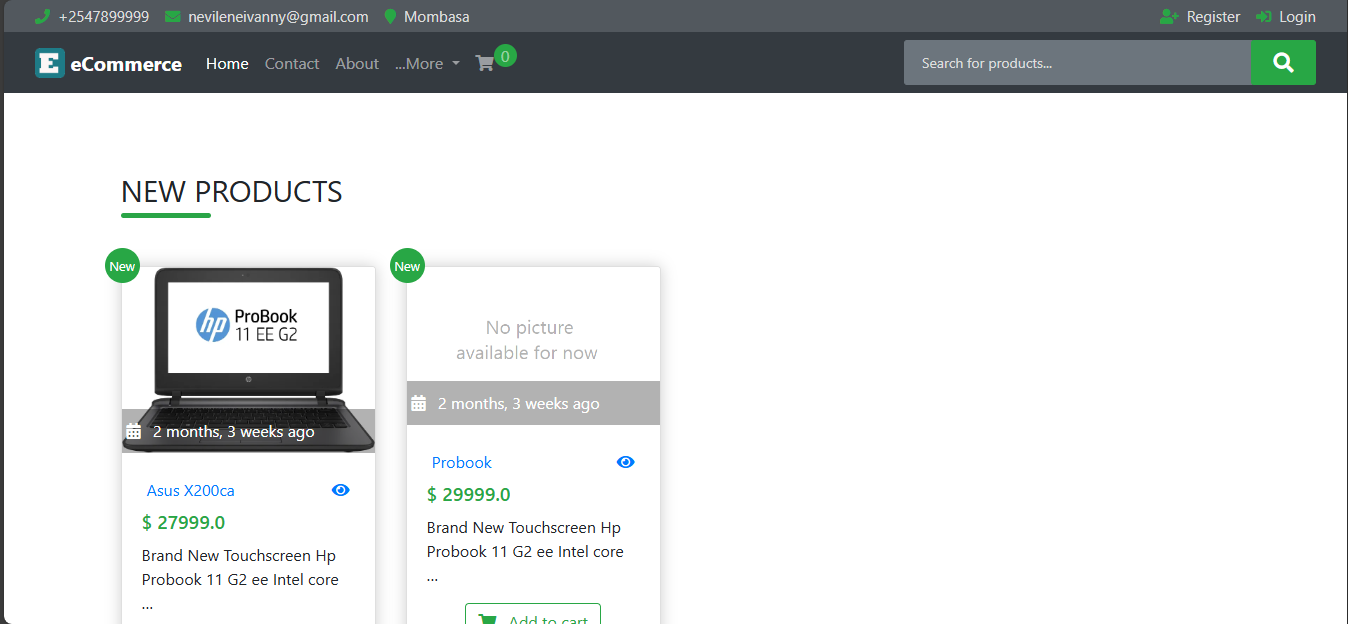 +2547899999 nevileneivanny@gmail.com Mombasa Register Login
E eCommerce Home Contact About ...More 0 Search for products...
NEW PRODUCTS
New New
hp ProBook
11 EE G2
No picture
available for now
2 months, 3 weeks ago
2 months, 3 weeks ago
Asus X200ca
$ 27999.0
Brand New Touchscreen Hp
Probook 11 G2 ee Intel core
...
Probook
$ 29999.0
Brand New Touchscreen Hp
Probook 11 G2 ee Intel core
...
Add to cart